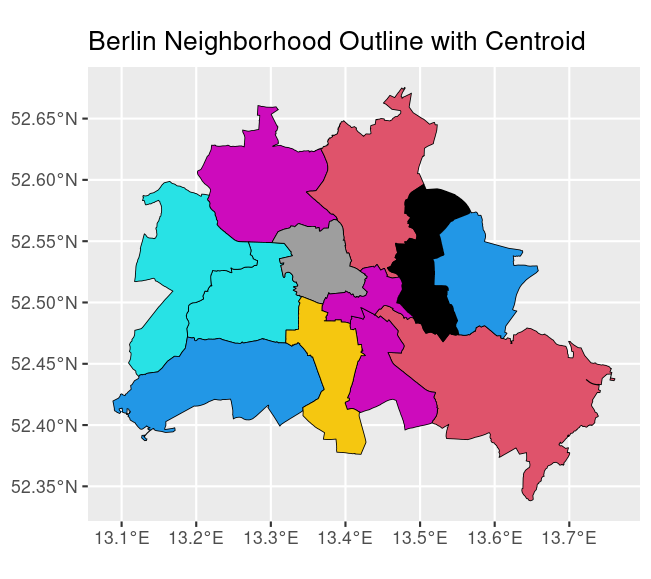 Berlin Neighborhood Outline with Centroid
52.65°N
52.60°N
52.55°N
52.50°N
52.45°N
52.40°N
52.35°N
13.1°E 13.2°E 13.3°E 13.4°E 13.5°E 13.6°E 13.7°E